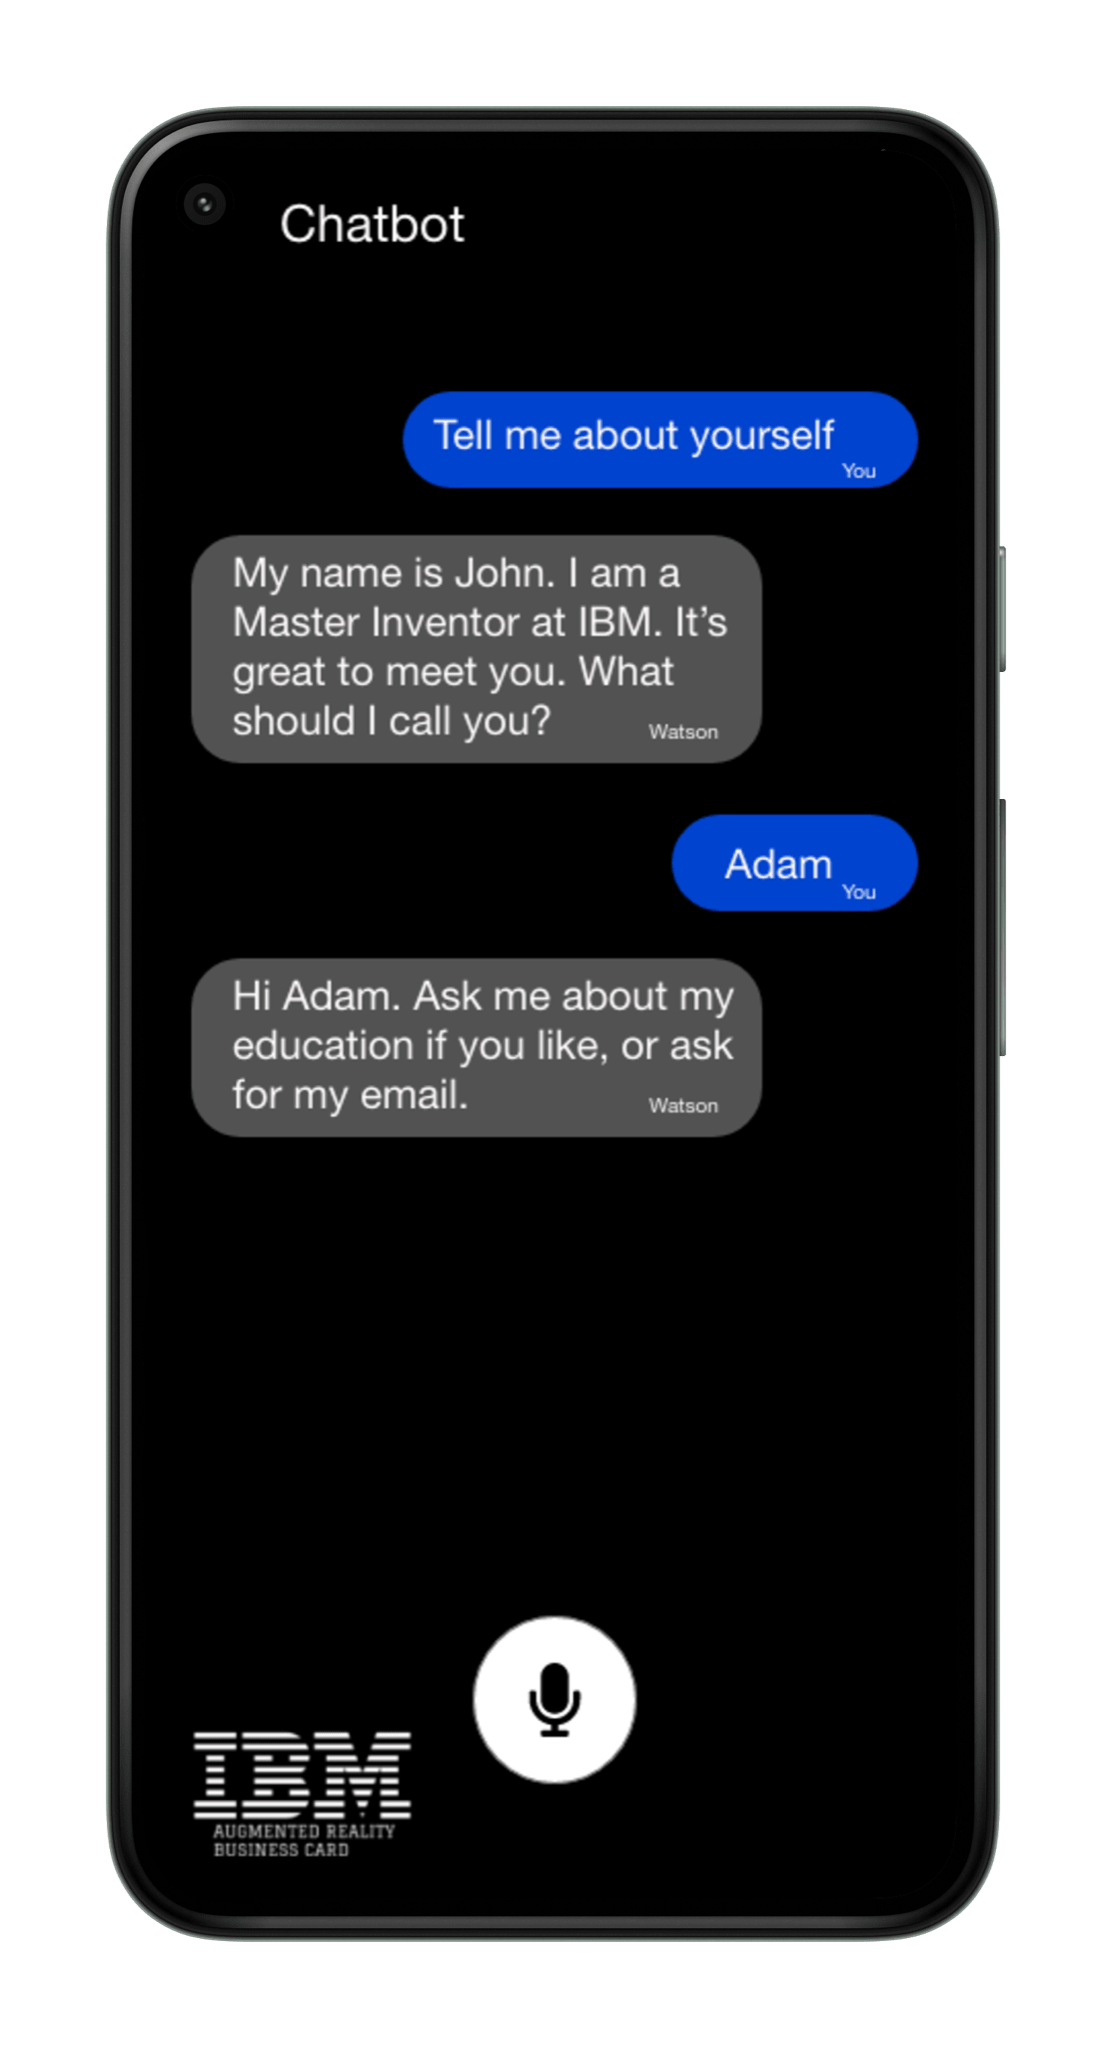 Chatbot
Tell me about yourself
You
My name is John. I am a
Master Inventor at IBM. It’s
great to meet you. What
should I call you?
Watson
Adam
You
Hi Adam. Ask me about my
education if you like, or ask
for my email.
Watson
IBM
AUGMENTED REALITY
BUSINESS CARD